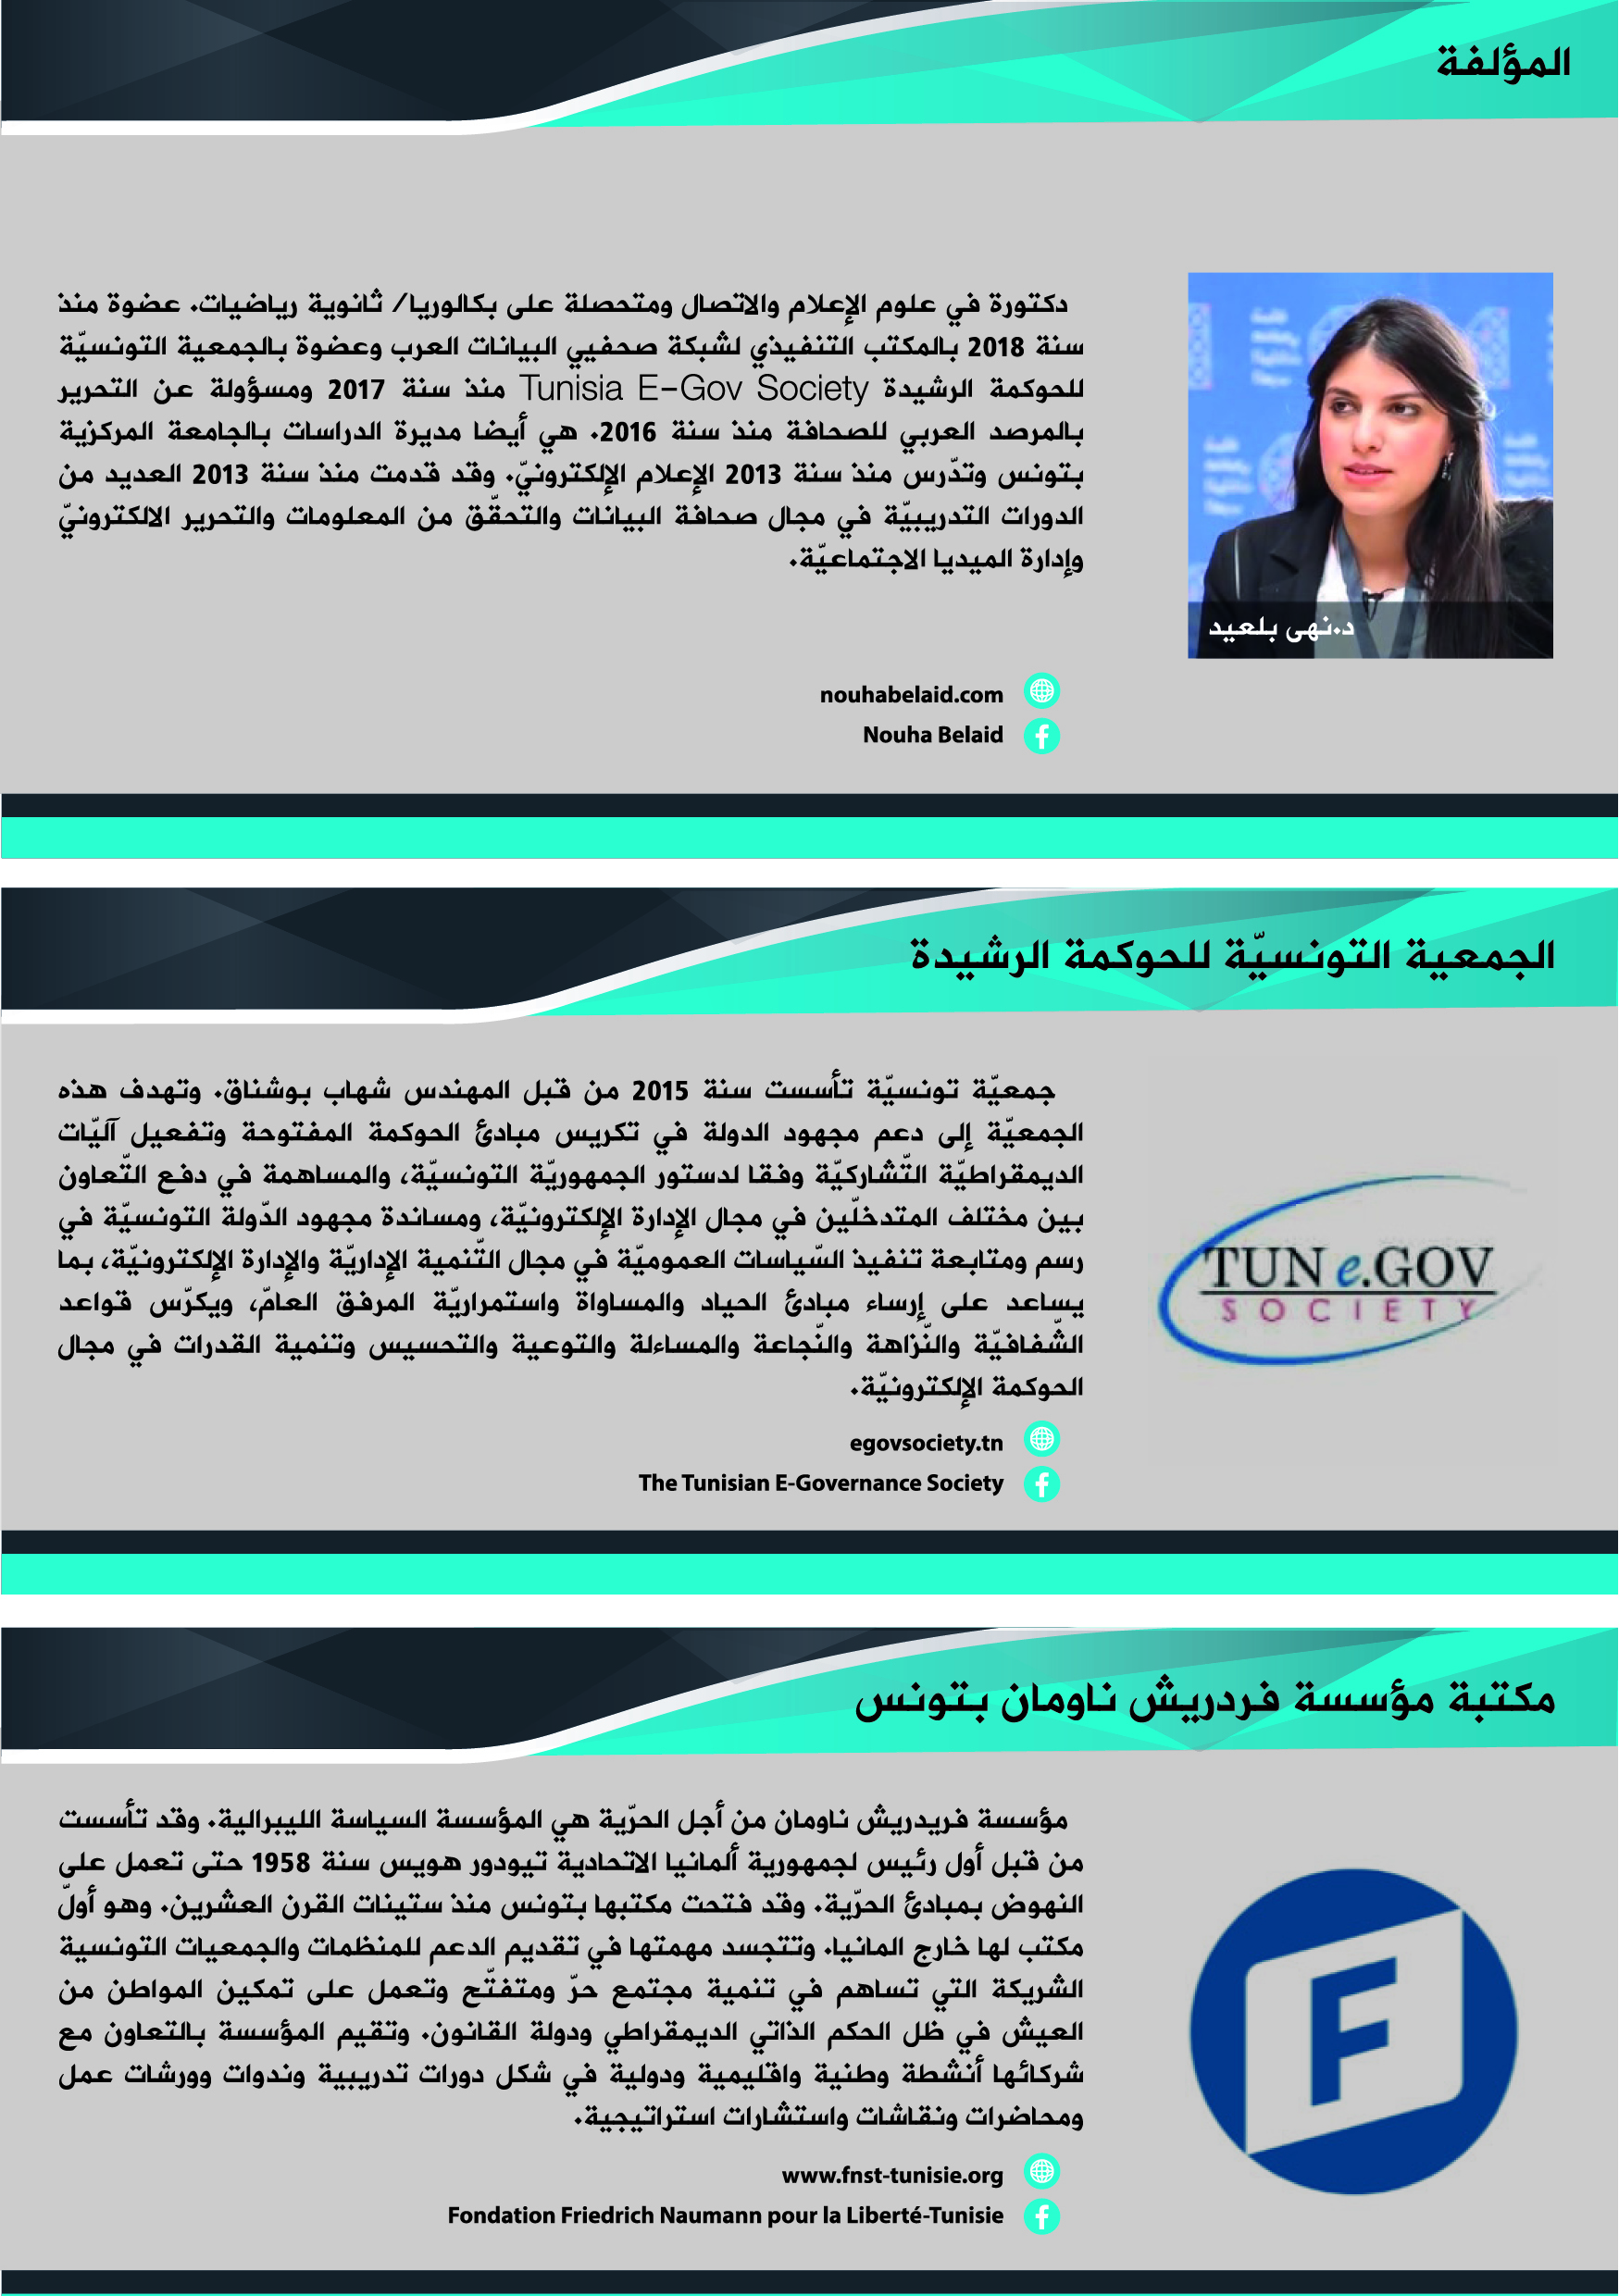 المؤلفة
دكتورة في علوم الإعلام والاتصال ومتحصلة على بكالوريا/ ثانوية رياضيات. عضوة منذ
سنة 2018 بالمكتب التنفيذي لشبكة صحفيي البيانات العرب وعضوة بالجمعية التونسيّة
للحوكمة الرشيدة Tunisia E-Gov Society منذ سنة 2017 ومسؤولة عن التحرير
بالمرصد العربي للصحافة منذ سنة 2016. هي أيضا مديرة الدراسات بالجامعة المركزية
بتونس وتدّرس منذ سنة 2013 الإعلام الإلكترونيّ. وقد قدمت منذ سنة 2013 العديد من
الدورات التدريبيّة في مجال صحافة البيانات والتحقّق من المعلومات والتحرير الالكترونيّ
وإدارة الميديا الاجتماعيّة.
د.نهى بلعيد
nouhabelaid.com
Nouha Belaid
الجمعية التونسيّة للحوكمة الرشيدة
جمعيّة تونسيّة تأسست سنة 2015 من قبل المهندس شهاب بوشناق. وتهدف هذه
الجمعيّة إلى دعم مجهود الدولة في تكريس مبادئ الحوكمة المفتوحة وتفعيل آليّات
الديمقراطيّة التّشاركيّة وفقا لدستور الجمهوريّة التونسيّة، والمساهمة في دفع التّعاون
بين مختلف المتدخلّين في مجال الإدارة الإلكترونيّة، ومساندة مجهود الدّولة التونسيّة في
رسم ومتابعة تنفيذ السّياسات العموميّة في مجال التّنمية الإداريّة والإدارة الإلكترونيّة، بما
يساعد على إرساء مبادئ الحياد والمساواة واستمراريّة المرفق العامّ، ويكرّس قواعد
الشّفافيّة والنّزاهة والنّجاعة والمساءلة والتوعية والتحسيس وتنمية القدرات في مجال
الحوكمة الإلكترونيّة.
TUN e.GOV
SOCIETY
egovsociety.tn
The Tunisian E-Governance Society
مكتبة مؤسسة فردريش ناومان بتونس
مؤسسة فريدريش ناومان من أجل الحرّية هي المؤسسة السياسة الليبرالية. وقد تأسست
من قبل أول رئيس لجمهورية ألمانيا الاتحادية تيودور هويس سنة 1958 حتى تعمل على
النهوض بمبادئ الحرّية. وقد فتحت مكتبها بتونس منذ ستينات القرن العشرين. وهو أولّ
مكتب لها خارج المانيا. وتتجسد مهمتها في تقديم الدعم للمنظمات والجمعيات التونسية
الشريكة التي تساهم في تنمية مجتمع حرّ ومتفتّح وتعمل على تمكين المواطن من
العيش في ظل الحكم الذاتي الديمقراطي ودولة القانون. وتقيم المؤسسة بالتعاون مع
شركائها أنشطة وطنية واقليمية ودولية في شكل دورات تدريبية وندوات وورشات عمل
ومحاضرات ونقاشات واستشارات استراتيجية.
F
www.fnst-tunisie.org
Fondation Friedrich Naumann pour la Liberté-Tunisie